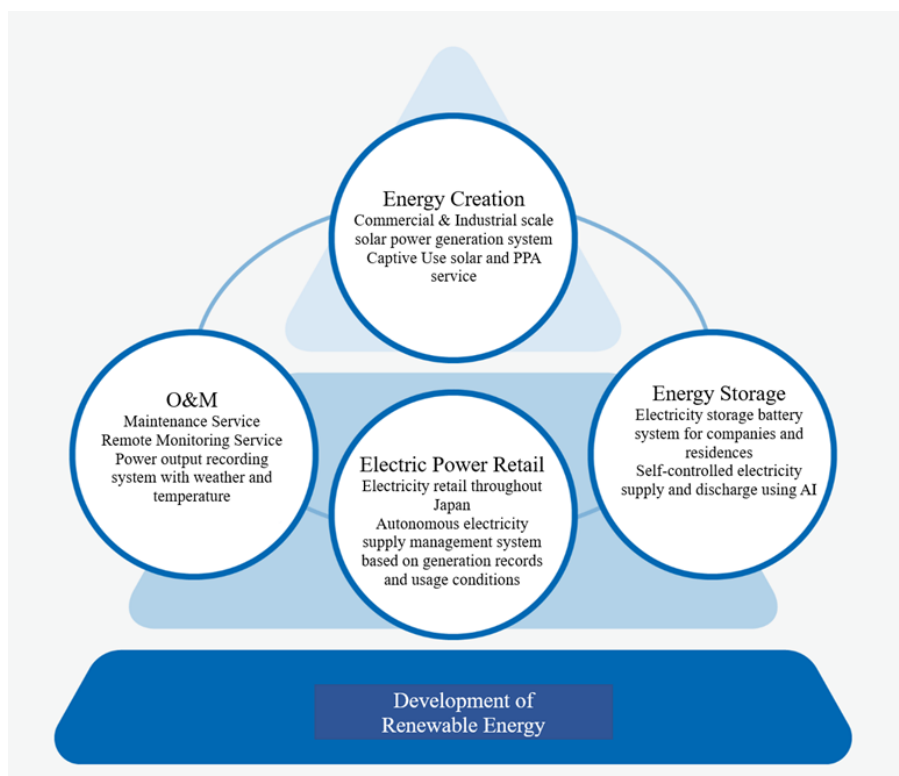 Energy Creation
Commercial & Industrial scale
solar power generation system
Captive Use solar and PPA
service
O&M
Maintenance Service
Remote Monitoring Service
Power output recording
system with weather and
temperature
Electric Power Retail
Electricity retail throughout
Japan
Autonomous electricity
supply management system
based on generation records
and usage conditions
Energy Storage
Electricity storage battery
system for companies and
residences
Self-controlled electricity
supply and discharge using AI
Development of
Renewable Energy